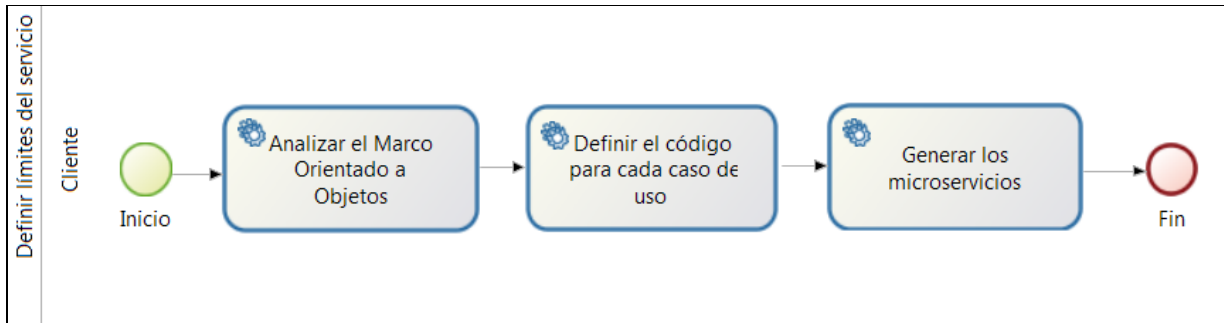 Definir límites del servicio
Cliente
Inicio
Analizar el Marco
Orientado a
Objetos
Definir el código
para cada caso de
uso
Generar los
microservicios
Fin